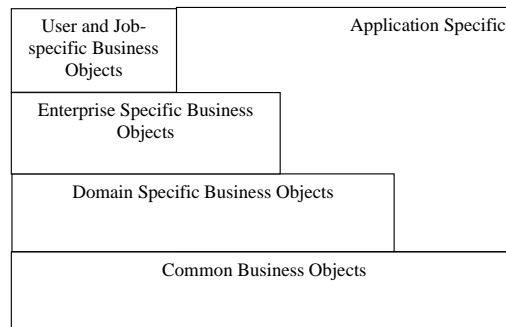 User and Job-
specific Business
Objects
Application Specific
Enterprise Specific Business
Objects
Domain Specific Business Objects
Common Business Objects